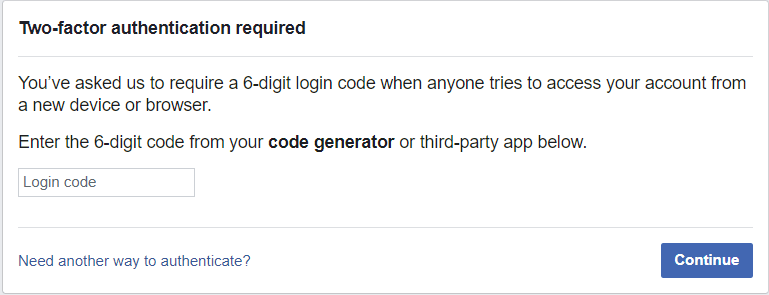 Two-factor authentication required
You’ve asked us to require a 6-digit login code when anyone tries to access your account from
a new device or browser.
Enter the 6-digit code from your code generator or third-party app below.
Login code
Need another way to authenticate?
Continue